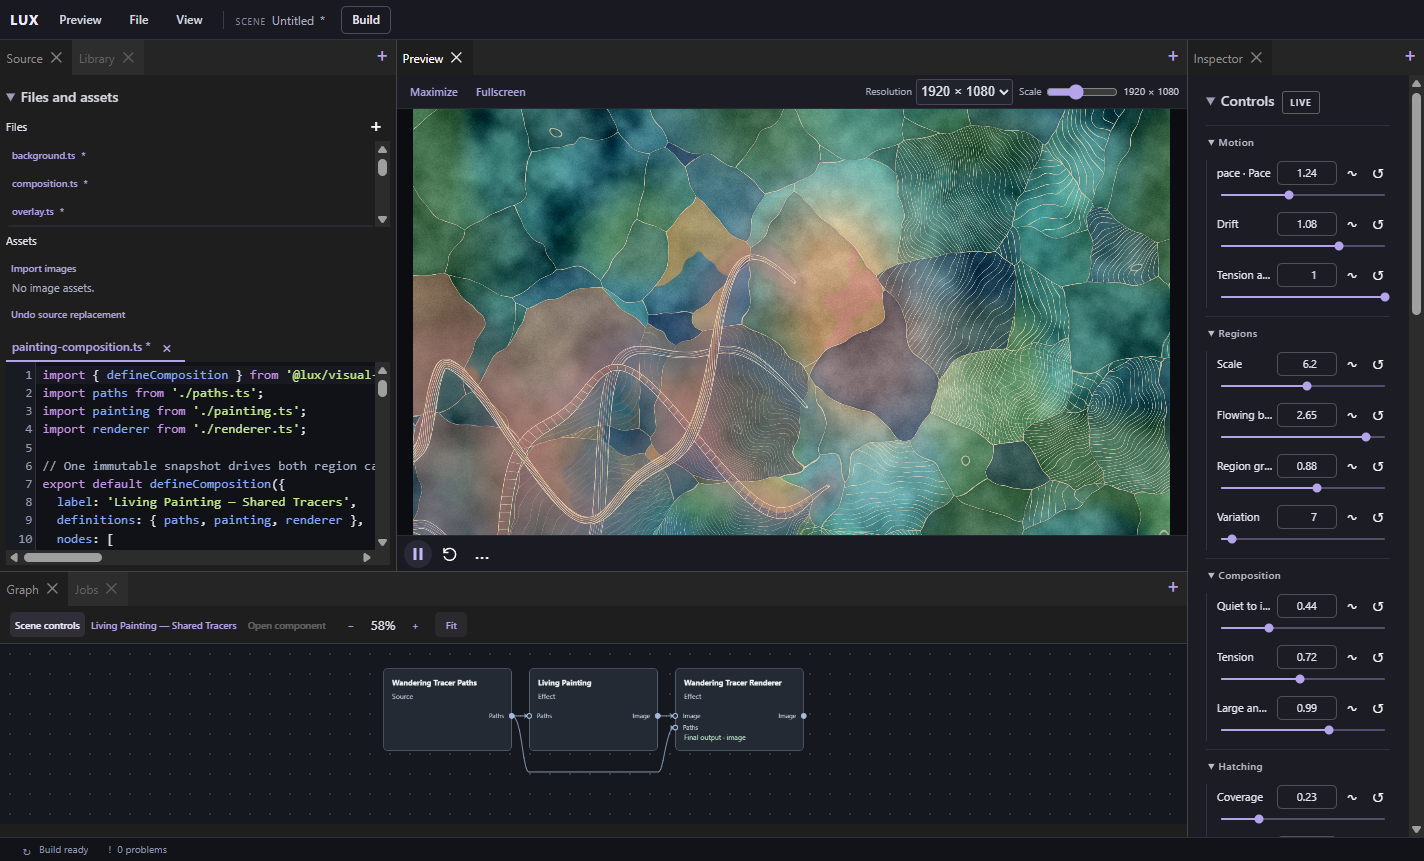 LUX Preview File View SCENE Untitled * Build
Source Library
Files and assets
Files
background.ts *
composition.ts *
overlay.ts *
Assets
Import images
No image assets.
Undo source replacement
painting-composition.ts *
1 import { defineComposition } from '@lux/visual-
2 import paths from './paths.ts';
3 import painting from './painting.ts';
4 import renderer from './renderer.ts';
5
6 // One immutable snapshot drives both region ca
7 export default defineComposition({
8 label: 'Living Painting — Shared Tracers',
9 definitions: { paths, painting, renderer },
10 nodes: [
Preview
Maximize Fullscreen Resolution 1920 × 1080 Scale 1920 × 1080
...
Graph Jobs
Scene controls Living Painting — Shared Tracers Open component − 58% + Fit
Wandering Tracer Paths
Source
Paths
Living Painting
Effect
Paths Image
Wandering Tracer Renderer
Effect
Image Image
Paths
Final output · image
Inspector
Controls LIVE
Motion
pace · Pace 1.24
Drift 1.08
Tension a... 1
Regions
Scale 6.2
Flowing b... 2.65
Region gr... 0.88
Variation 7
Composition
Quiet to i... 0.44
Tension 0.72
Large an... 0.99
Hatching
Coverage 0.23
Build ready ! 0 problems